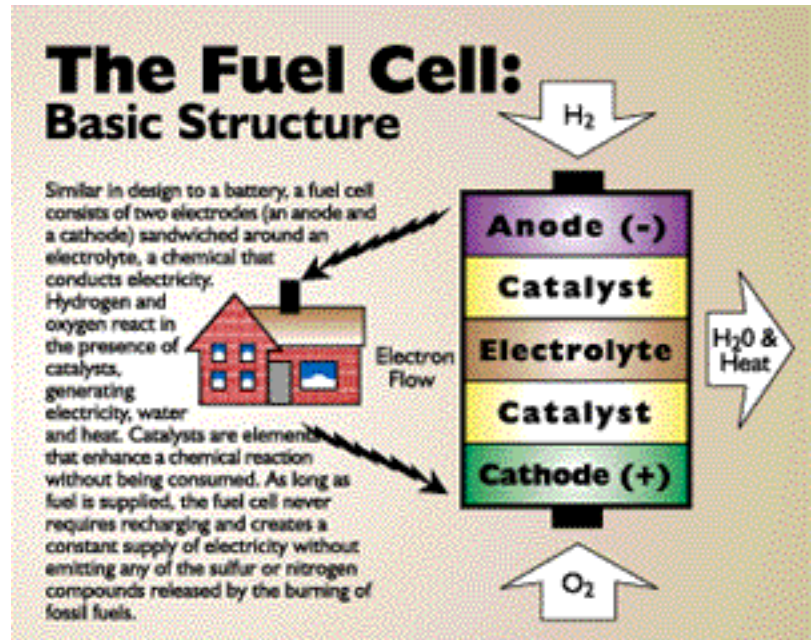 The Fuel Cell:
Basic Structure
Similar in design to a battery, a fuel cell
consists of two electrodes (an anode and
a cathode) sandwiched around an
electrolyte, a chemical that
conducts electricity.
Hydrogen and
oxygen react in
the presence of
catalysts,
generating
electricity, water
and heat. Catalysts are elements
that enhance a chemical reaction
without being consumed. As long as
fuel is supplied, the fuel cell never
requires recharging and creates a
constant supply of electricity without
emitting any of the sulfur or nitrogen
compounds released by the burning of
fossil fuels.
Electron
Flow
H₂
Anode (-)
Catalyst
Electrolyte
Catalyst
Cathode (+)
O₂
H₂0 &
Heat